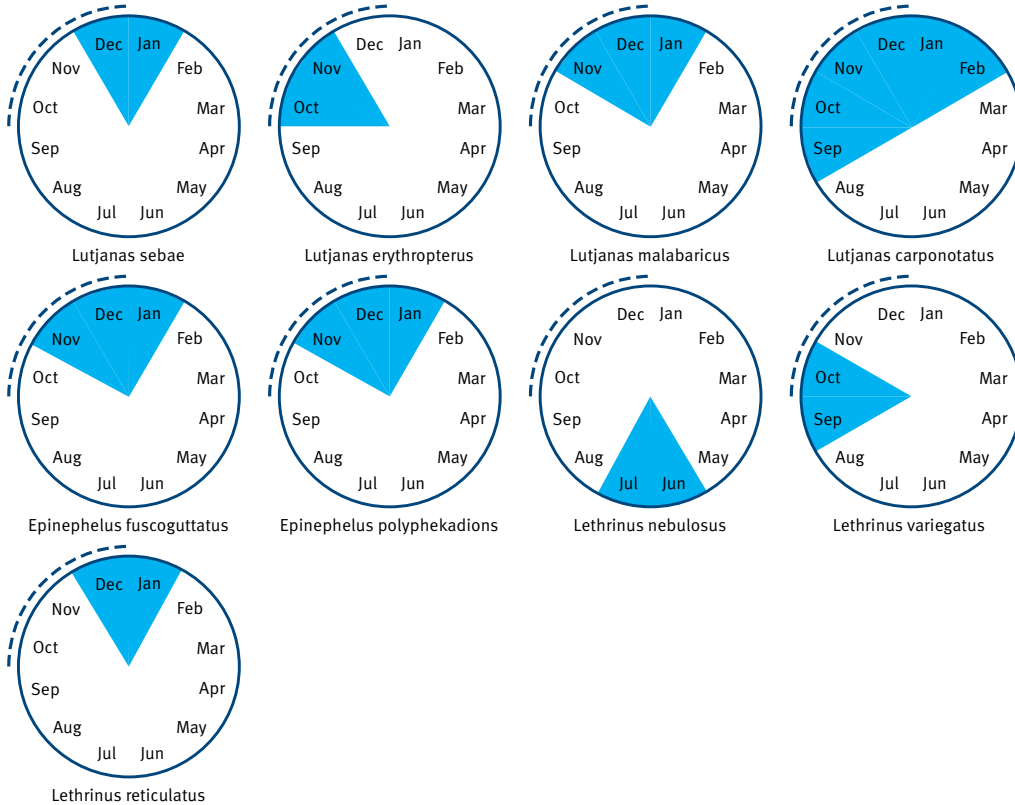 Dec Jan Nov Feb Oct Mar Sep Apr Aug May Jul Jun
Lutjanas sebae
Dec Jan Nov Feb Oct Mar Sep Apr Aug May Jul Jun
Lutjanas erythropterus
Dec Jan Nov Feb Oct Mar Sep Apr Aug May Jul Jun
Lutjanas malabaricus
Dec Jan Nov Feb Oct Mar Sep Apr Aug May Jul Jun
Lutjanas carponotatus
Dec Jan Nov Feb Oct Mar Sep Apr Aug May Jul Jun
Epinephelus fuscoguttatus
Dec Jan Nov Feb Oct Mar Sep Apr Aug May Jul Jun
Epinephelus polyphekadions
Dec Jan Nov Feb Oct Mar Sep Apr Aug May Jul Jun
Lethrinus nebulosus
Dec Jan Nov Feb Oct Mar Sep Apr Aug May Jul Jun
Lethrinus variegatus
Dec Jan Nov Feb Oct Mar Sep Apr Aug May Jul Jun
Lethrinus reticulatus